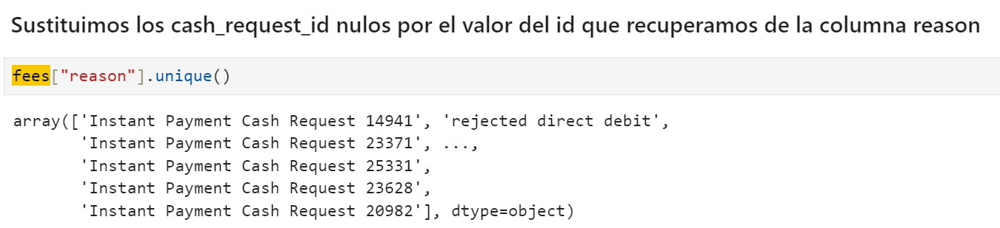 Sustituimos los cash_request_id nulos por el valor del id que recuperamos de la columna reason
fees["reason"].unique()
array(['Instant Payment Cash Request 14941', 'rejected direct debit',
'Instant Payment Cash Request 23371', ...,
'Instant Payment Cash Request 25331',
'Instant Payment Cash Request 23628',
'Instant Payment Cash Request 20982'], dtype=object)